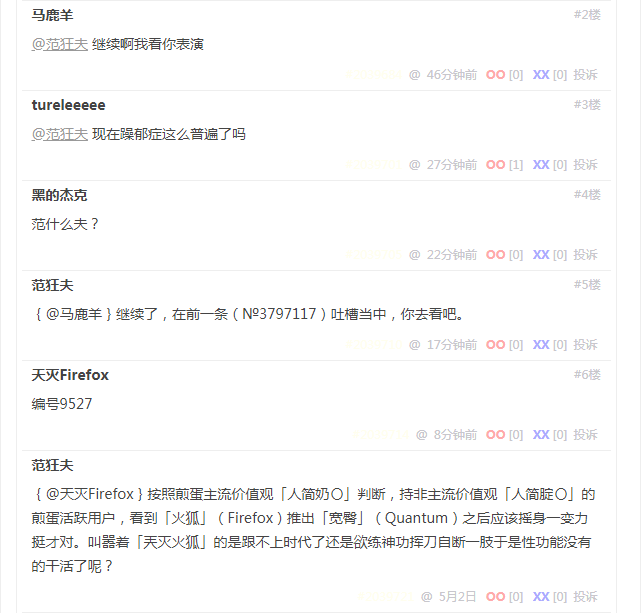 马鹿羊 #2楼
@范狂夫 继续啊我看你表演
@ 46分钟前 OO [0] XX [0] 投诉
tureleeeee #3楼
@范狂夫 现在躁郁症这么普遍了吗
@ 27分钟前 OO [1] XX [0] 投诉
黑的杰克 #4楼
范什么夫？
@ 22分钟前 OO [0] XX [0] 投诉
范狂夫 #5楼
｛ @马鹿羊 ｝继续了，在前一条（№3797117）吐槽当中，你去看吧。
@ 17分钟前 OO [0] XX [0] 投诉
天灭Firefox #6楼
编号9527
@ 8分钟前 OO [0] XX [0] 投诉
范狂夫
｛ @天灭Firefox ｝按照煎蛋主流价值观「人简奶〇」判断，持非主流价值观「人简腚〇」的
煎蛋活跃用户，看到「火狐」（Firefox）推出「宽臀」（Quantum）之后应该摇身一变力
挺才对。叫嚣着「天灭火狐」的是跟不上时代了还是欲练神功挥刀自断一肢于是性功能没有
的干活了呢？
@ 5月2日 OO [0] XX [0] 投诉